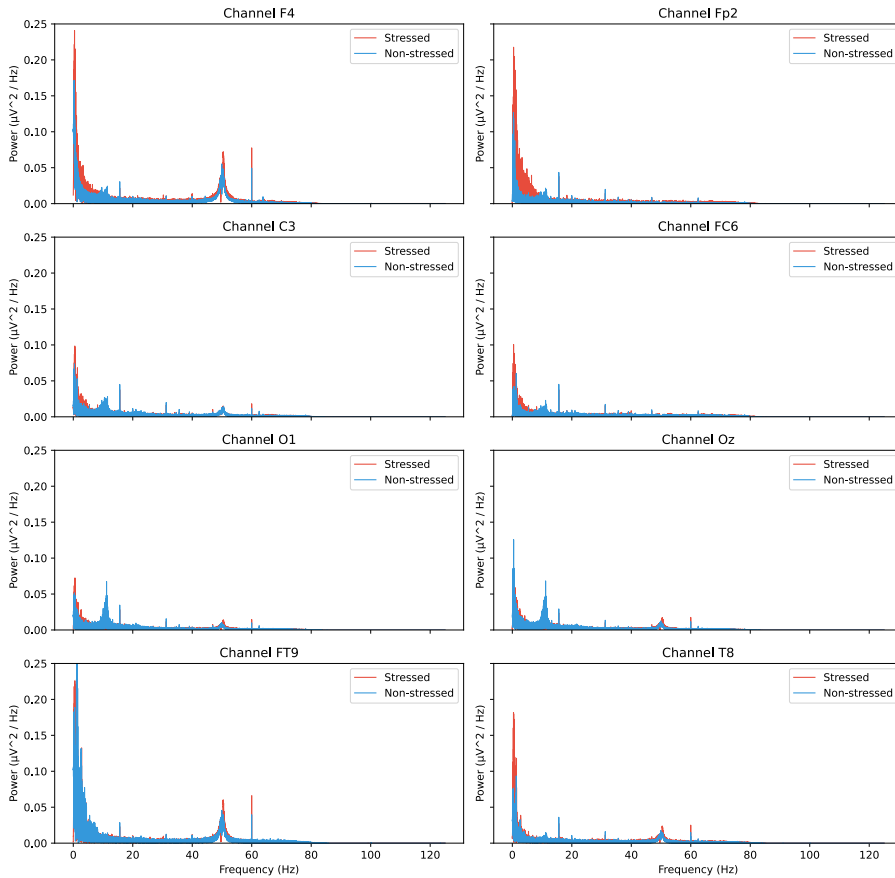 Channel F4
Power (μV^2 / Hz)
0.25
0.20
0.15
0.10
0.05
0.00
Stressed
Non-stressed
Channel Fp2
Power (μV^2 / Hz)
Stressed
Non-stressed
Channel C3
Power (μV^2 / Hz)
0.25
0.20
0.15
0.10
0.05
0.00
Stressed
Non-stressed
Channel FC6
Power (μV^2 / Hz)
Stressed
Non-stressed
Channel O1
Power (μV^2 / Hz)
0.25
0.20
0.15
0.10
0.05
0.00
Stressed
Non-stressed
Channel Oz
Power (μV^2 / Hz)
Stressed
Non-stressed
Channel FT9
Power (μV^2 / Hz)
0.25
0.20
0.15
0.10
0.05
0.00
Stressed
Non-stressed
0 20 40 60 80 100 120
Frequency (Hz)
Channel T8
Power (μV^2 / Hz)
Stressed
Non-stressed
0 20 40 60 80 100 120
Frequency (Hz)